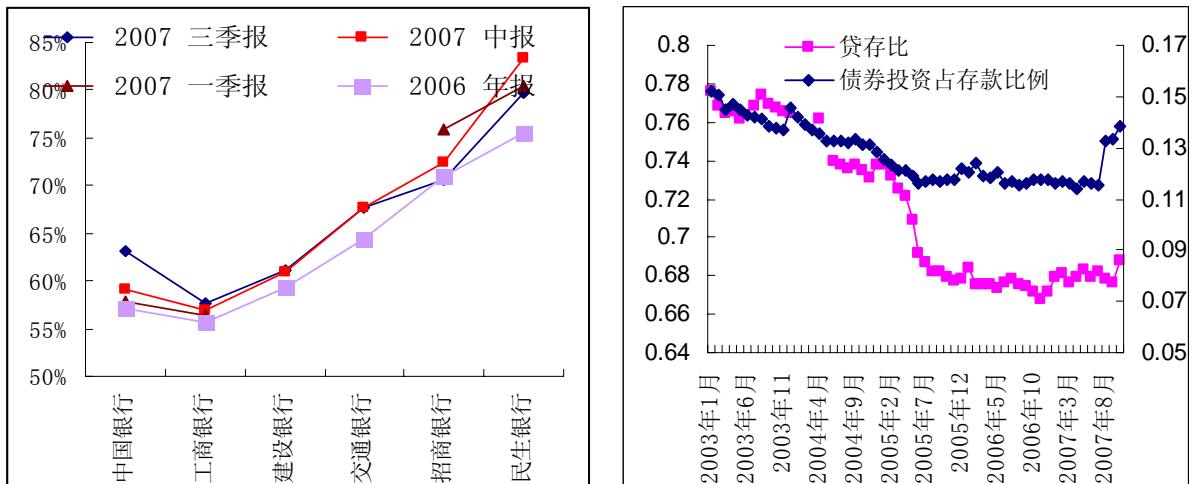 2007 三季报
2007 中报
2007 一季报
2006 年报
85%
80%
75%
70%
65%
60%
55%
50%
中国银行
工商银行
建设银行
交通银行
招商银行
民生银行
贷存比
债券投资占存款比例
0.8
0.78
0.76
0.74
0.72
0.7
0.68
0.66
0.64
0.17
0.15
0.13
0.11
0.09
0.07
0.05
2003年1月
2003年6月
2003年11
2004年4月
2004年9月
2005年2月
2005年7月
2005年12
2006年5月
2006年10
2007年3月
2007年8月